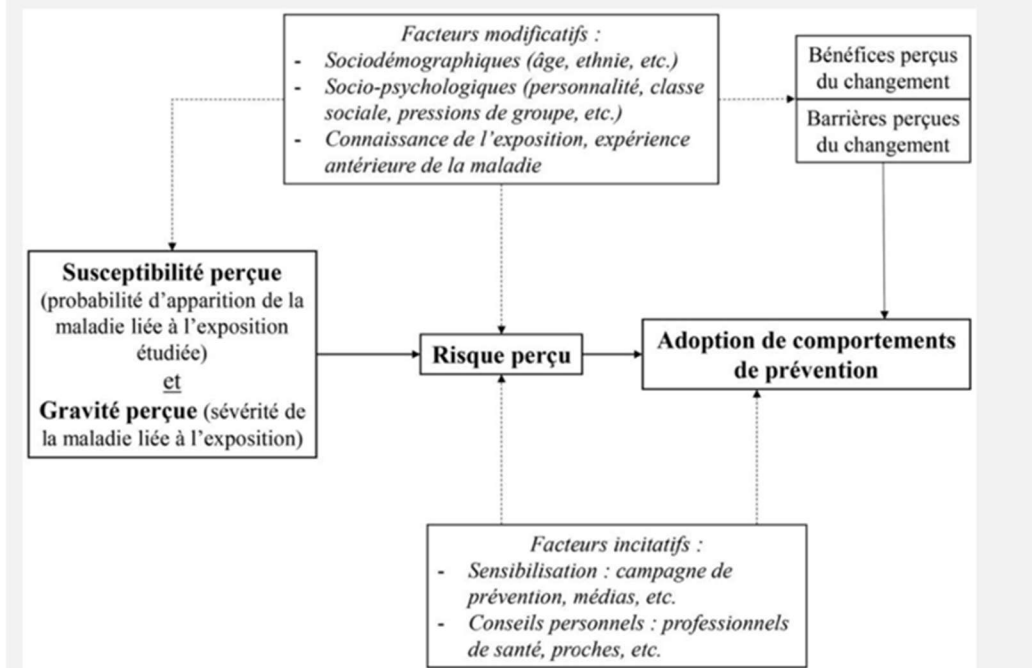 Facteurs modificatifs :
- Sociodémographiques (âge, ethnie, etc.)
- Socio-psychologiques (personnalité, classe
sociale, pressions de groupe, etc.)
- Connaissance de l'exposition, expérience
antérieure de la maladie
Bénéfices perçus
du changement
Barrières perçues
du changement
Susceptibilité perçue
(probabilité d'apparition de la
maladie liée à l'exposition
étudiée)
et
Gravité perçue (sévérité de
la maladie liée à l'exposition)
Risque perçu
Adoption de comportements
de prévention
Facteurs incitatifs :
- Sensibilisation : campagne de
prévention, médias, etc.
- Conseils personnels : professionnels
de santé, proches, etc.